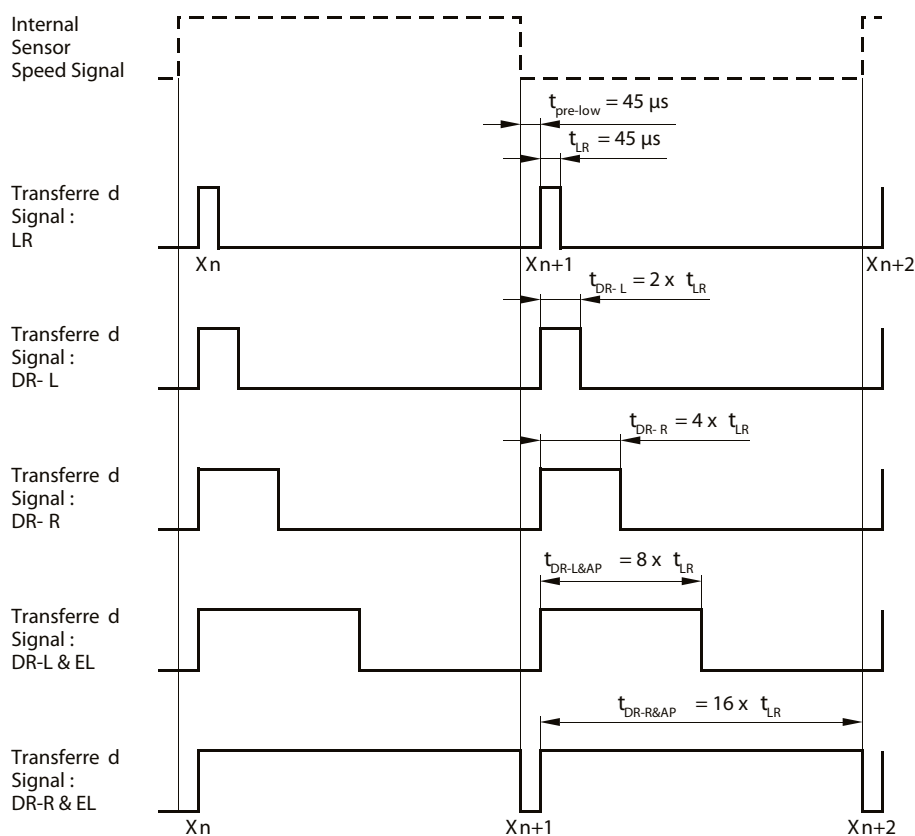 Internal
Sensor
Speed Signal
tpre-low = 45 µs
tLR = 45 µs
Transferre d
Signal :
LR
Xn
Xn+1
Xn+2
tDR- L = 2 x tLR
Transferre d
Signal :
DR- L
tDR- R = 4 x tLR
Transferre d
Signal :
DR- R
tDR-L&AP = 8 x tLR
Transferre d
Signal :
DR-L & EL
tDR-R&AP = 16 x tLR
Transferre d
Signal :
DR-R & EL
Xn
Xn+1
Xn+2